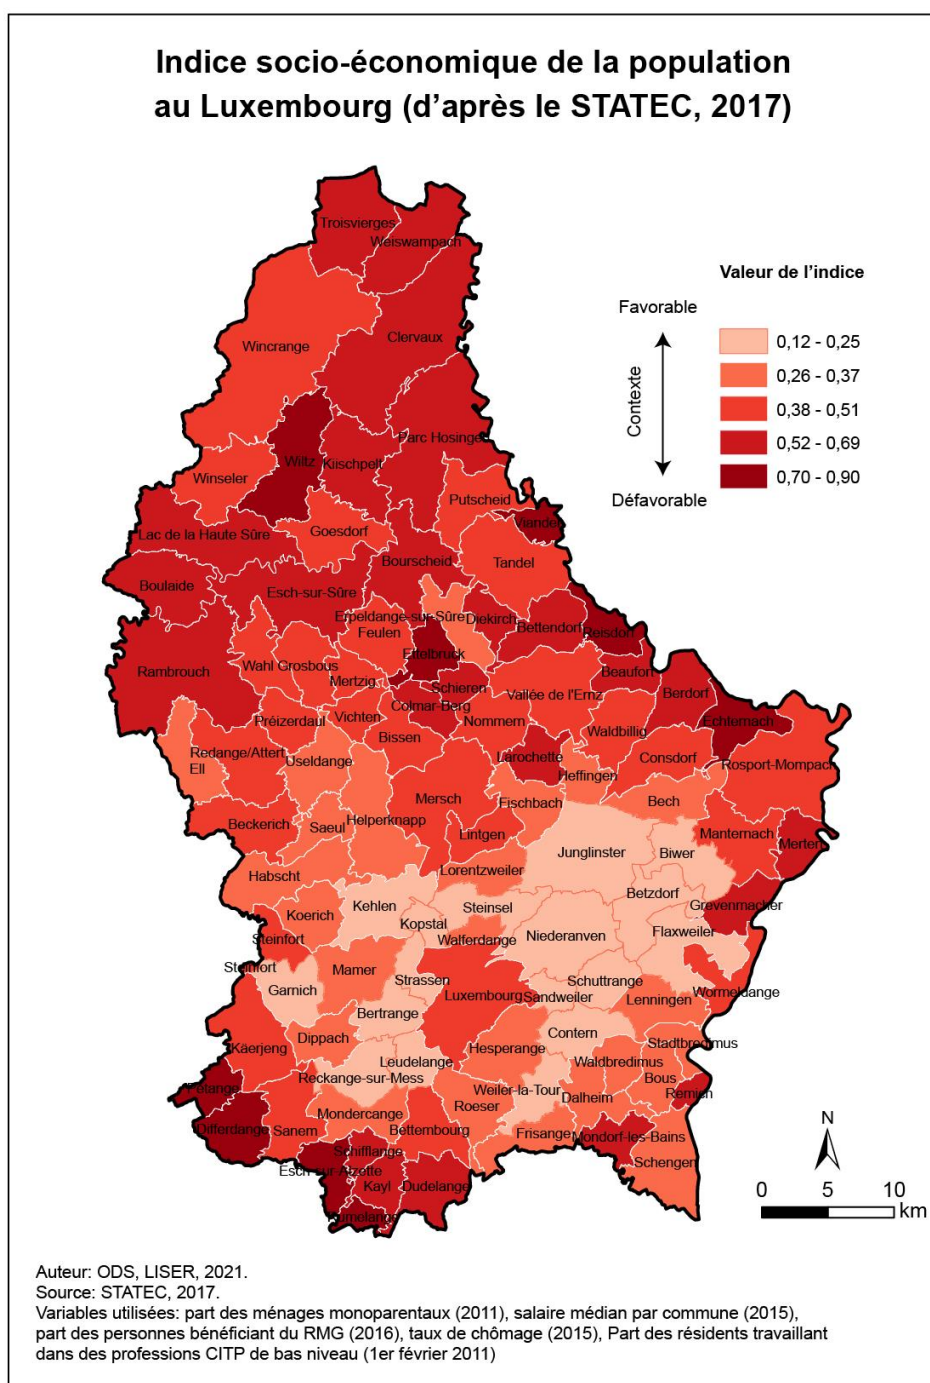 Indice socio-économique de la population
au Luxembourg (d'après le STATEC, 2017)
Troisvierges
Weiswampach
Valeur de l'indice
Favorable
Contexte
Défavorable
0,12 - 0,25
0,26 - 0,37
0,38 - 0,51
0,52 - 0,69
0,70 - 0,90
Clervaux
Wincrange
Parc Hosingen
Wiltz
Kiischpelt
Winseler
Putscheid
Vianden
Goesdorf
Lac de la Haute Sûre
Bourscheid
Tandel
Boulaide
Esch-sur-Sûre
Erpeldange-sur-Sûre
Diekirch
Bettendorf
Reisdorf
Feulen
Ettelbruck
Wahl
Grosbous
Rambrouch
Mertzig
Schieren
Beaufort
Berdorf
Vallée de l'Ernz
Colmar-Berg
Echternach
Préizerdaul
Vichten
Nommern
Waldbillig
Bissen
Redange/Attert
Useldange
Larochette
Consdorf
Rosport-Mompach
Ell
Heffingen
Mersch
Fischbach
Bech
Beckerich
Saeul
Helperknapp
Lintgen
Manternach
Mertert
Junglinster
Biwer
Habscht
Lorentzweiler
Betzdorf
Kehlen
Steinsel
Grevenmacher
Koerich
Kopstal
Niederanven
Flaxweiler
Steinfort
Walferdange
Steinfort
Mamer
Strassen
Schuttrange
Garnich
Luxembourg
Sandweiler
Lenningen
Wormeldange
Bertrange
Contern
Dippach
Stadtbredimus
Käerjeng
Hesperange
Leudelange
Waldbredimus
Reckange-sur-Mess
Bous
Pétange
Weiler-la-Tour
Remich
Roeser
Dalheim
Mondercange
Differdange
Sanem
Bettembourg
Frisange
Mondorf-les-Bains
Schifflange
Schengen
Esch-sur-Alzette
Kayl
Dudelange
Rumelange
N
0 5 10
km
Auteur: ODS, LISER, 2021.
Source: STATEC, 2017.
Variables utilisées: part des ménages monoparentaux (2011), salaire médian par commune (2015),
part des personnes bénéficiant du RMG (2016), taux de chômage (2015), Part des résidents travaillant
dans des professions CITP de bas niveau (1er février 2011)